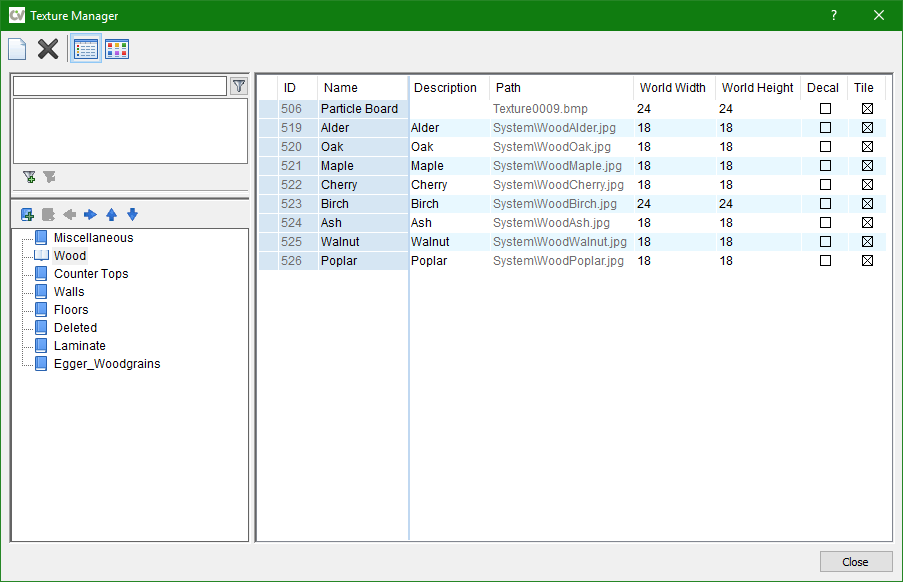 CV Texture Manager ?
ID Name Description Path World Width World Height Decal Tile
506 Particle Board Texture0009.bmp 24 24
519 Alder Alder System\WoodAlder.jpg 18 18
520 Oak Oak System\WoodOak.jpg 18 18
521 Maple Maple System\WoodMaple.jpg 18 18
522 Cherry Cherry System\WoodCherry.jpg 18 18
523 Birch Birch System\WoodBirch.jpg 24 24
524 Ash Ash System\WoodAsh.jpg 18 18
525 Walnut Walnut System\WoodWalnut.jpg 18 18
526 Poplar Poplar System\WoodPoplar.jpg 18 18
Miscellaneous
Wood
Counter Tops
Walls
Floors
Deleted
Laminate
Egger_Woodgrains
Close